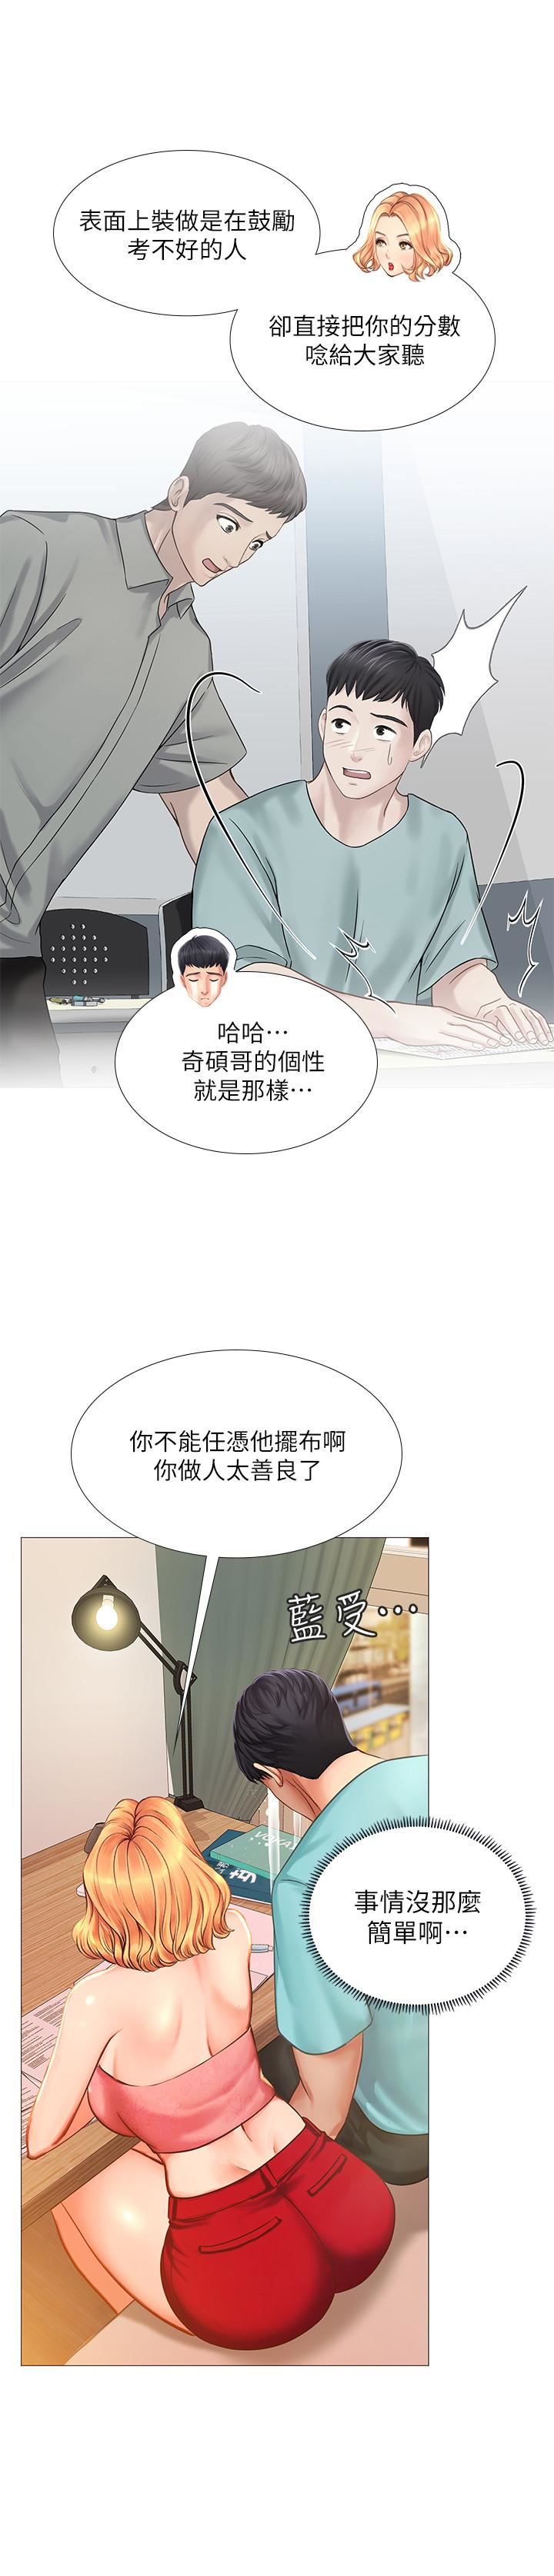 表面上裝做是在鼓勵
考不好的人
卻直接把你的分數
唸給大家聽
哈哈…
奇碩哥的個性
就是那樣…
你不能任憑他擺布啊
你做人太善良了
藍受…
事情沒那麼
簡單啊…